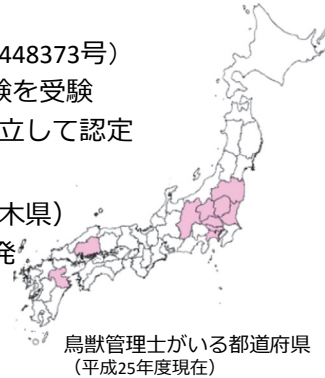 448373号）
験を受験
立して認定
木県）
発
鳥獣管理士がいる都道府県
（平成25年度現在）